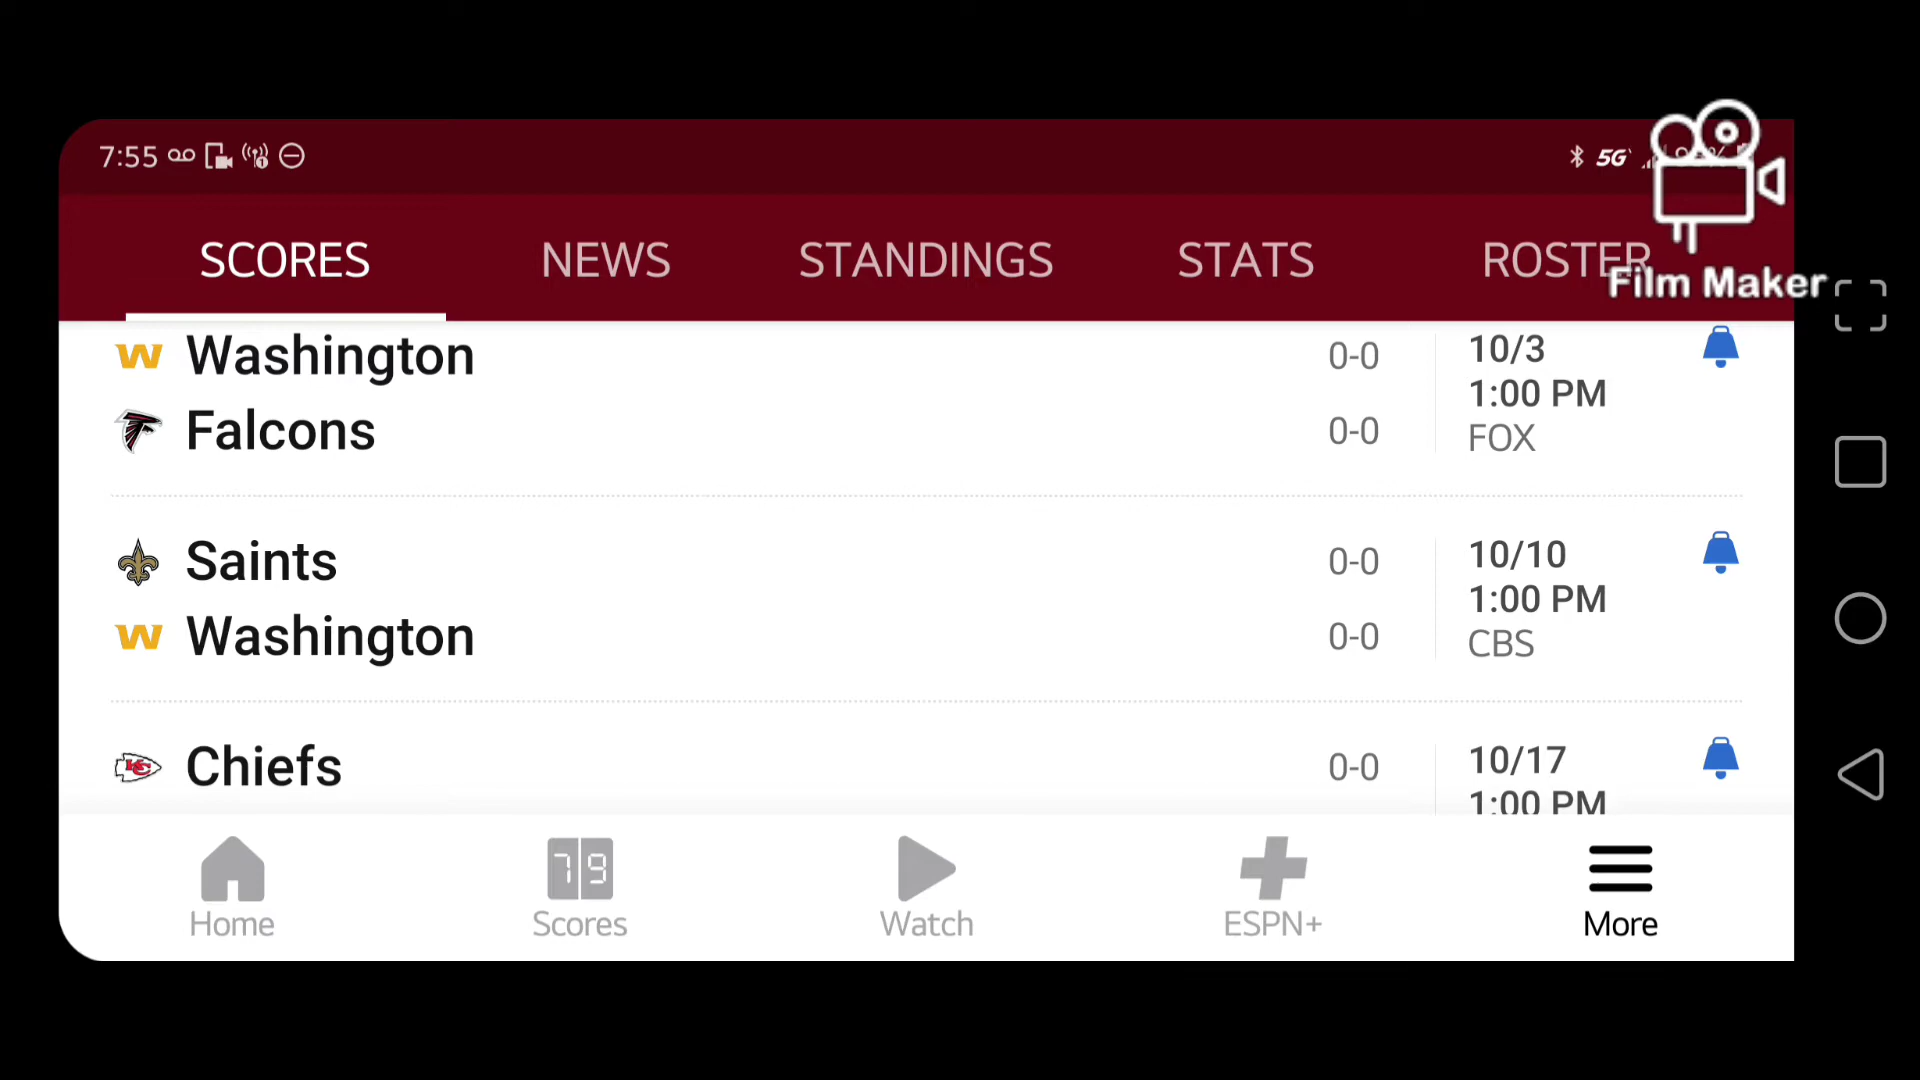 7:55
5G
SCORES NEWS STANDINGS STATS ROSTER
Film Maker
Washington 0-0 10/3
1:00 PM
Falcons 0-0 FOX
Saints 0-0 10/10
1:00 PM
Washington 0-0 CBS
Chiefs 0-0 10/17
1:00 PM
79
Home Scores Watch ESPN+ More